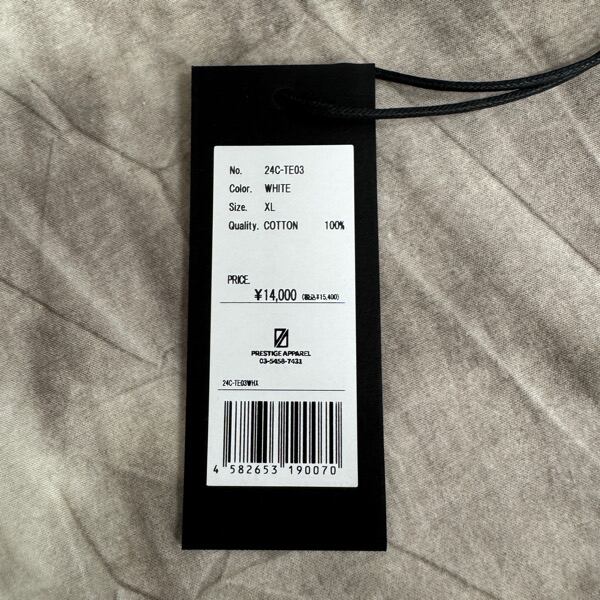 No. 24C-TE03
Color. WHITE
Size. XL
Quality. COTTON 100%
PRICE.
¥14,000 (税込¥15,400)
PRESTIGE APPAREL
03-5458-7431
24C-TE03WHX
4 582653 190070